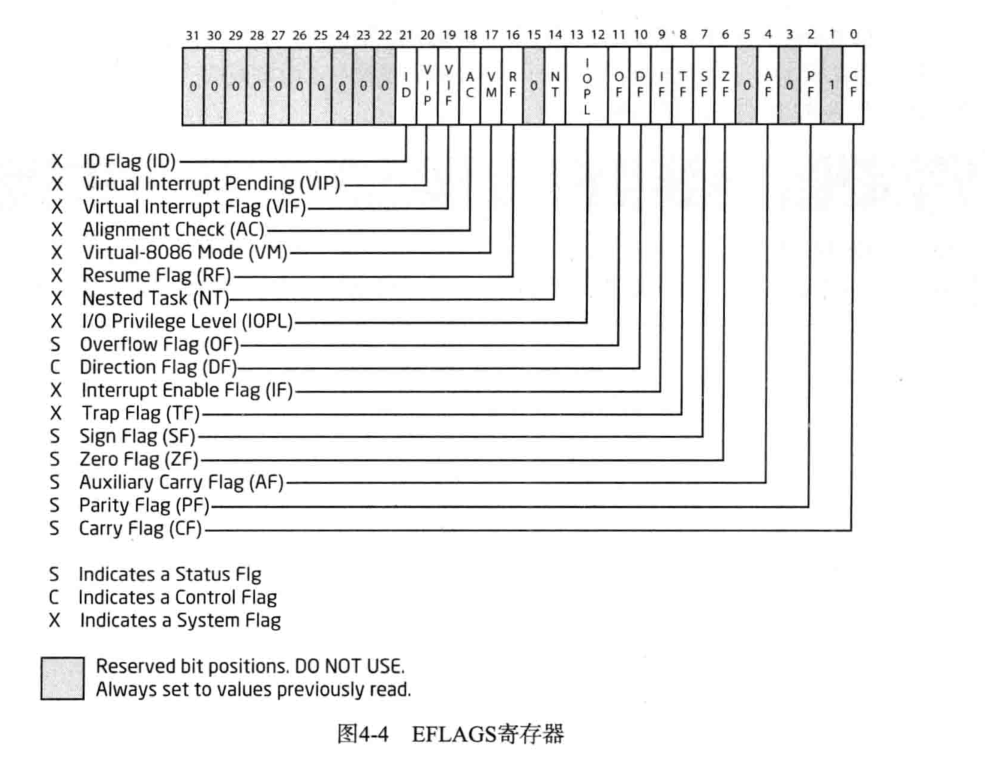 31 30 29 28 27 26 25 24 23 22 21 20 19 18 17 16 15 14 13 12 11 10 9 8 7 6 5 4 3 2 1 0
0 0 0 0 0 0 0 0 0 0 ID VIP VIF AC VM RF 0 NT IOPL OF DF IF TF SF ZF 0 AF 0 PF 1 CF
X ID Flag (ID)
X Virtual Interrupt Pending (VIP)
X Virtual Interrupt Flag (VIF)
X Alignment Check (AC)
X Virtual-8086 Mode (VM)
X Resume Flag (RF)
X Nested Task (NT)
X I/O Privilege Level (IOPL)
S Overflow Flag (OF)
C Direction Flag (DF)
X Interrupt Enable Flag (IF)
X Trap Flag (TF)
S Sign Flag (SF)
S Zero Flag (ZF)
S Auxiliary Carry Flag (AF)
S Parity Flag (PF)
S Carry Flag (CF)
S Indicates a Status Flg
C Indicates a Control Flag
X Indicates a System Flag
Reserved bit positions. DO NOT USE.
Always set to values previously read.
图4-4 EFLAGS寄存器